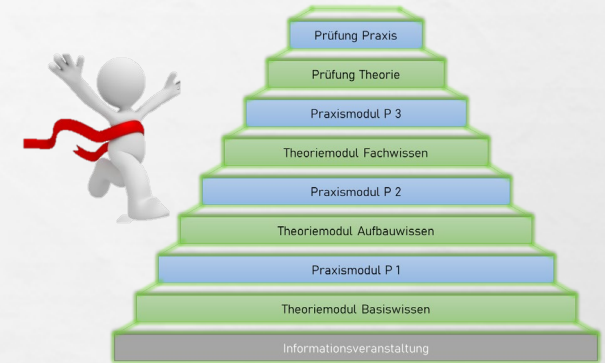 Prüfung Praxis
Prüfung Theorie
Praxismodul P 3
Theoriemodul Fachwissen
Praxismodul P 2
Theoriemodul Aufbauwissen
Praxismodul P 1
Theoriemodul Basiswissen
Informationsveranstaltung